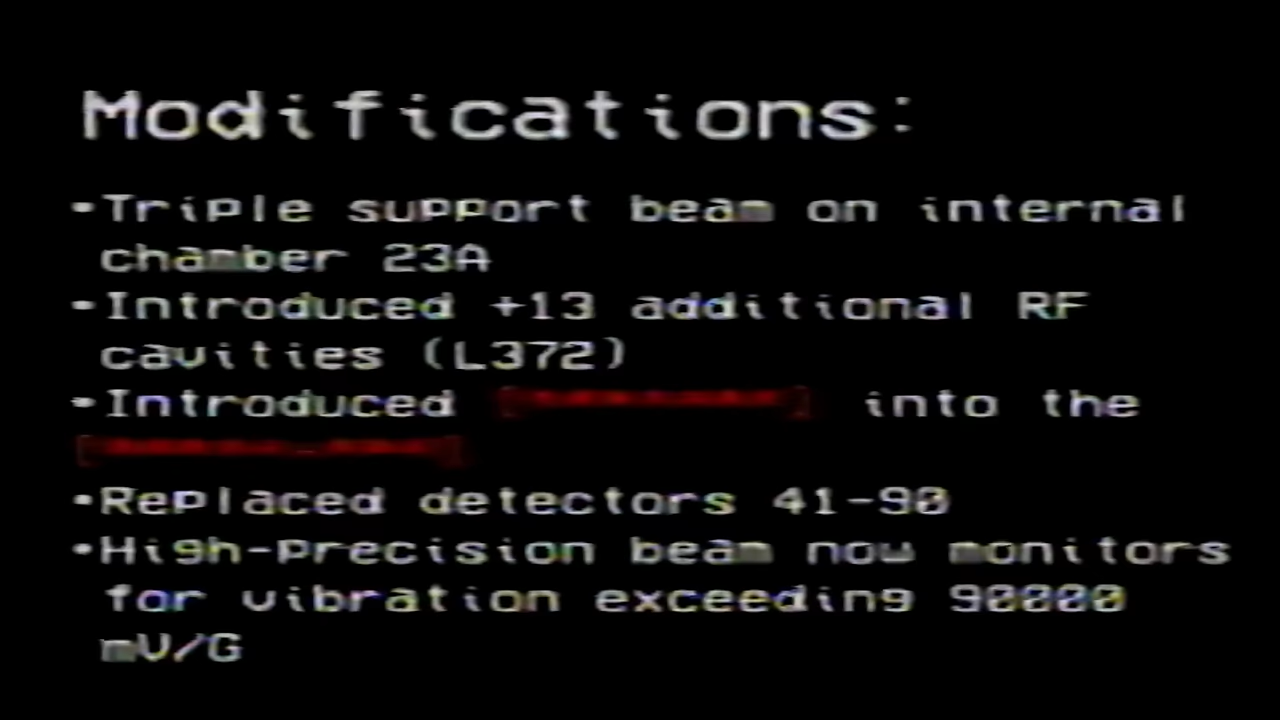 Modifications:
•Triple support beam on internal
chamber 23A
•Introduced +13 additional RF
cavities (L372)
•Introduced into the
•Replaced detectors 41-90
•High-Precision beam now monitors
for vibration exceeding 90000
mV/G